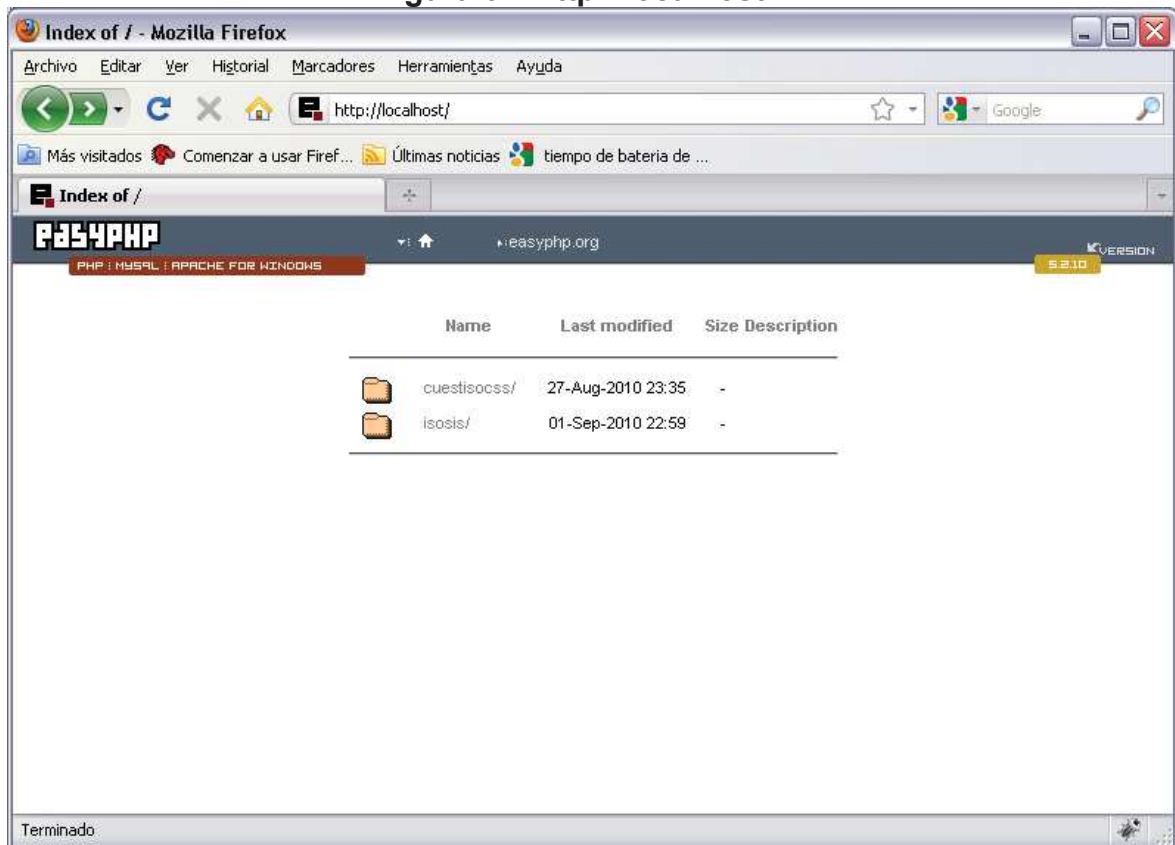 Index of / - Mozilla Firefox
Archivo Editar Ver Historial Marcadores Herramientas Ayuda
http://localhost/
Google
Más visitados Comenzar a usar Firef... Últimas noticias tiempo de bateria de ...
Index of /
EASYPHP
easyphp.org
VERSION
PHP : MYSQL : APACHE FOR WINDOWS
5.2.10
Name Last modified Size Description
cuestisocss/ 27-Aug-2010 23:35 -
isosis/ 01-Sep-2010 22:59 -
Terminado